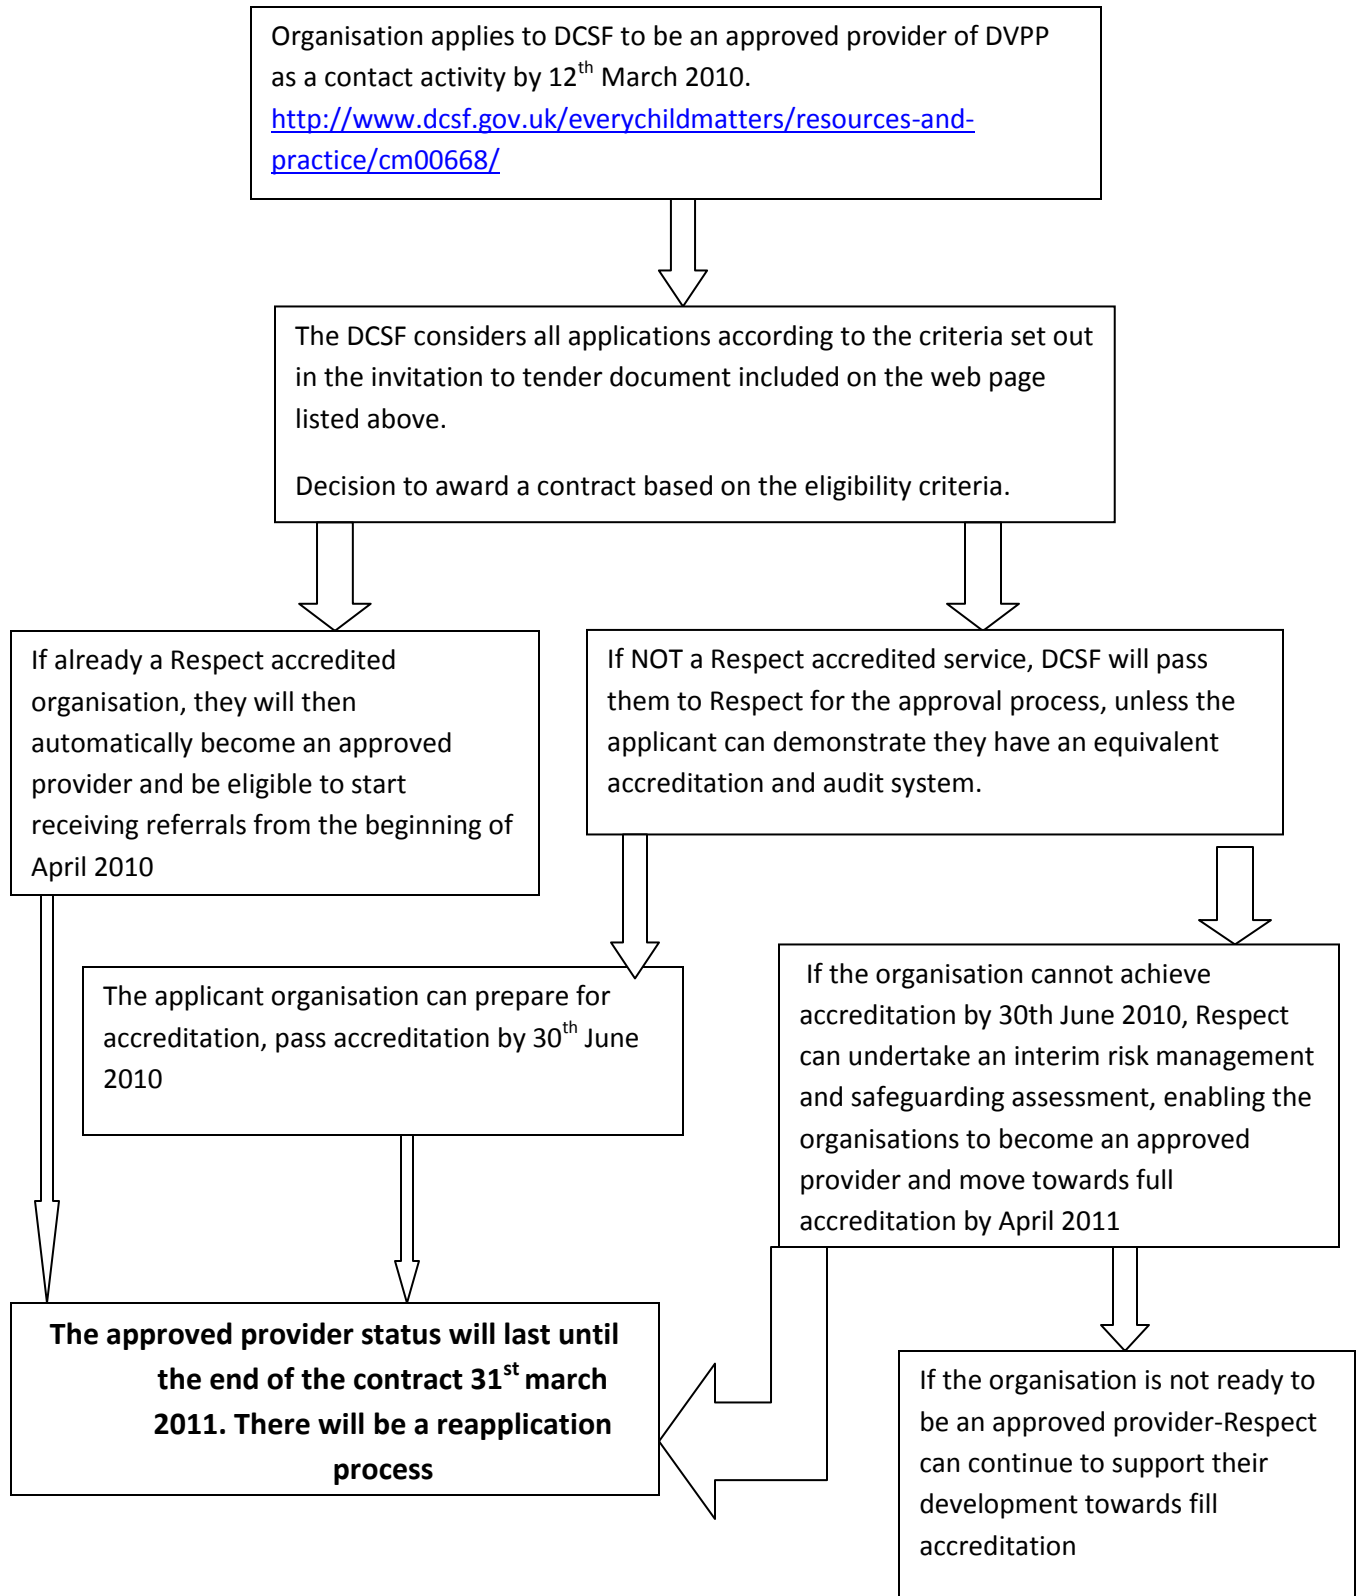 Organisation applies to DCSF to be an approved provider of DVPP
as a contact activity by 12th March 2010.
http://www.dcsf.gov.uk/everychildmatters/resources-and-
practice/cm00668/
The DCSF considers all applications according to the criteria set out
in the invitation to tender document included on the web page
listed above.
Decision to award a contract based on the eligibility criteria.
If already a Respect accredited
organisation, they will then
automatically become an approved
provider and be eligible to start
receiving referrals from the beginning of
April 2010
If NOT a Respect accredited service, DCSF will pass
them to Respect for the approval process, unless the
applicant can demonstrate they have an equivalent
accreditation and audit system.
The applicant organisation can prepare for
accreditation, pass accreditation by 30th June
2010
If the organisation cannot achieve
accreditation by 30th June 2010, Respect
can undertake an interim risk management
and safeguarding assessment, enabling the
organisations to become an approved
provider and move towards full
accreditation by April 2011
The approved provider status will last until
the end of the contract 31st march
2011. There will be a reapplication
process
If the organisation is not ready to
be an approved provider-Respect
can continue to support their
development towards fill
accreditation